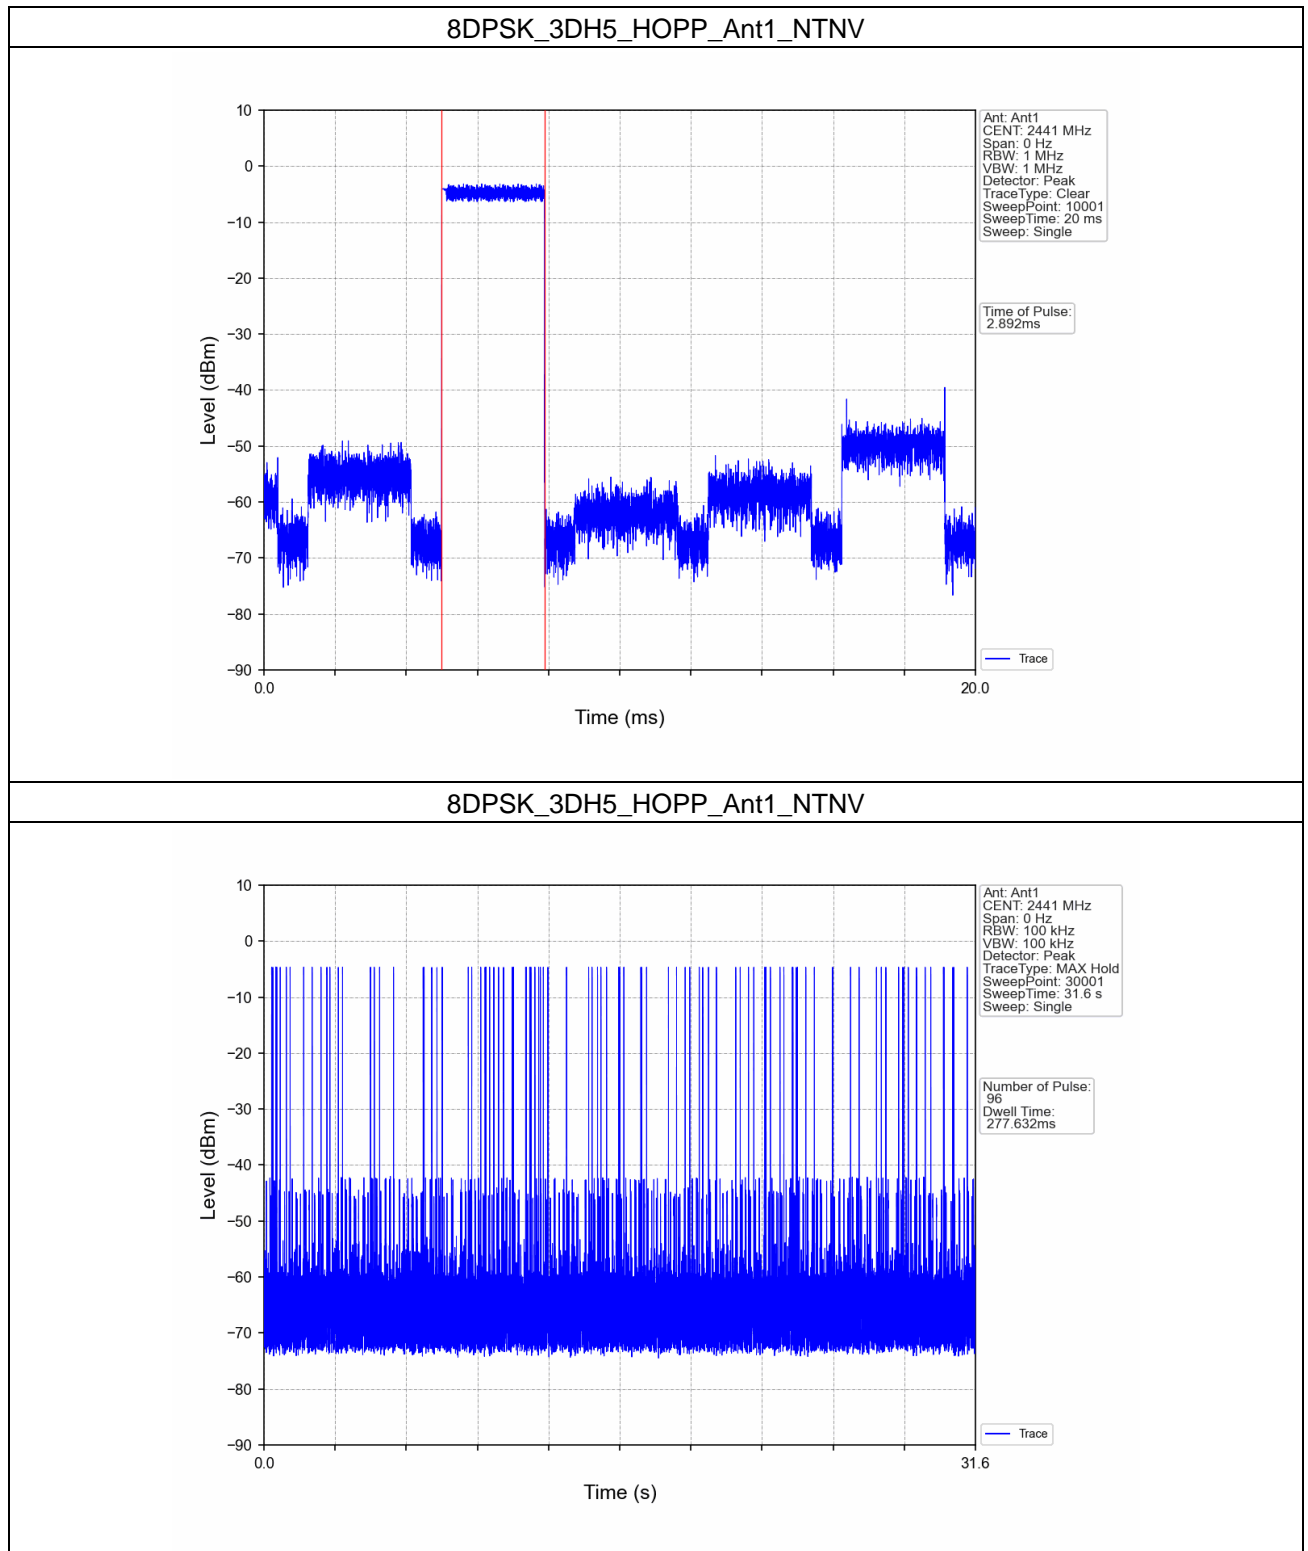 8DPSK_3DH5_HOPP_Ant1_NTNV
10
0
−10
−20
−30
−40
−50
−60
−70
−80
−90
Level (dBm)
0.0
20.0
Time (ms)
Ant: Ant1
CENT: 2441 MHz
Span: 0 Hz
RBW: 1 MHz
VBW: 1 MHz
Detector: Peak
TraceType: Clear
SweepPoint: 10001
SweepTime: 20 ms
Sweep: Single
Time of Pulse:
2.892ms
Trace
8DPSK_3DH5_HOPP_Ant1_NTNV
10
0
−10
−20
−30
−40
−50
−60
−70
−80
−90
Level (dBm)
0.0
31.6
Time (s)
Ant: Ant1
CENT: 2441 MHz
Span: 0 Hz
RBW: 100 kHz
VBW: 100 kHz
Detector: Peak
TraceType: MAX Hold
SweepPoint: 30001
SweepTime: 31.6 s
Sweep: Single
Number of Pulse:
96
Dwell Time:
277.632ms
Trace